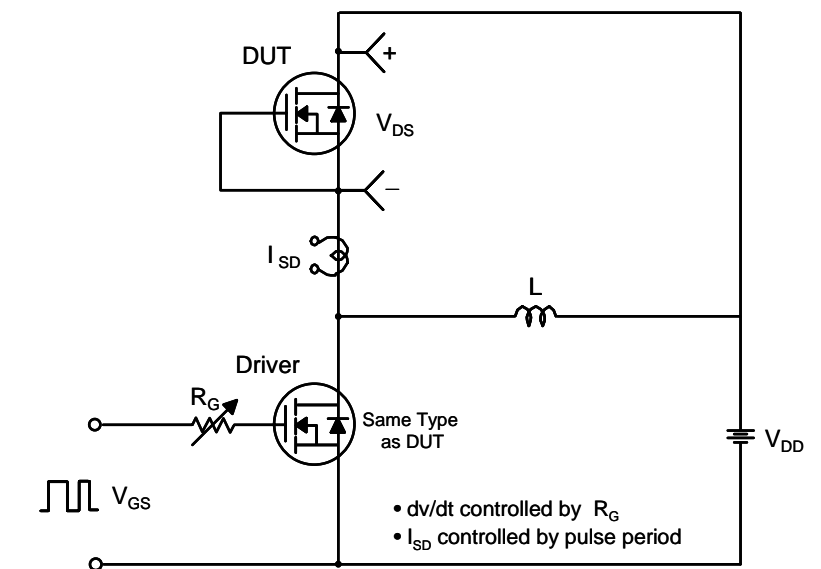 DUT
+
V_DS
−
I_SD
L
Driver
R_G
Same Type
as DUT
V_DD
V_GS
• dv/dt controlled by R_G
• I_SD controlled by pulse period